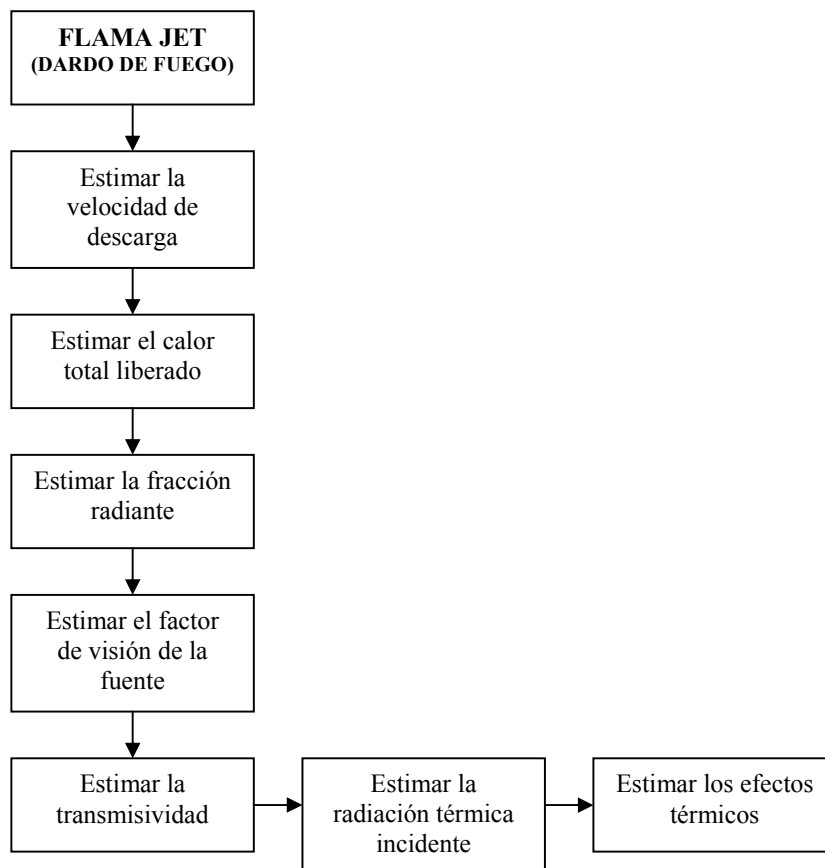 FLAMA JET
(DARDO DE FUEGO)
Estimar la
velocidad de
descarga
Estimar el calor
total liberado
Estimar la fracción
radiante
Estimar el factor
de visión de la
fuente
Estimar la
transmisividad
Estimar la
radiación térmica
incidente
Estimar los efectos
térmicos